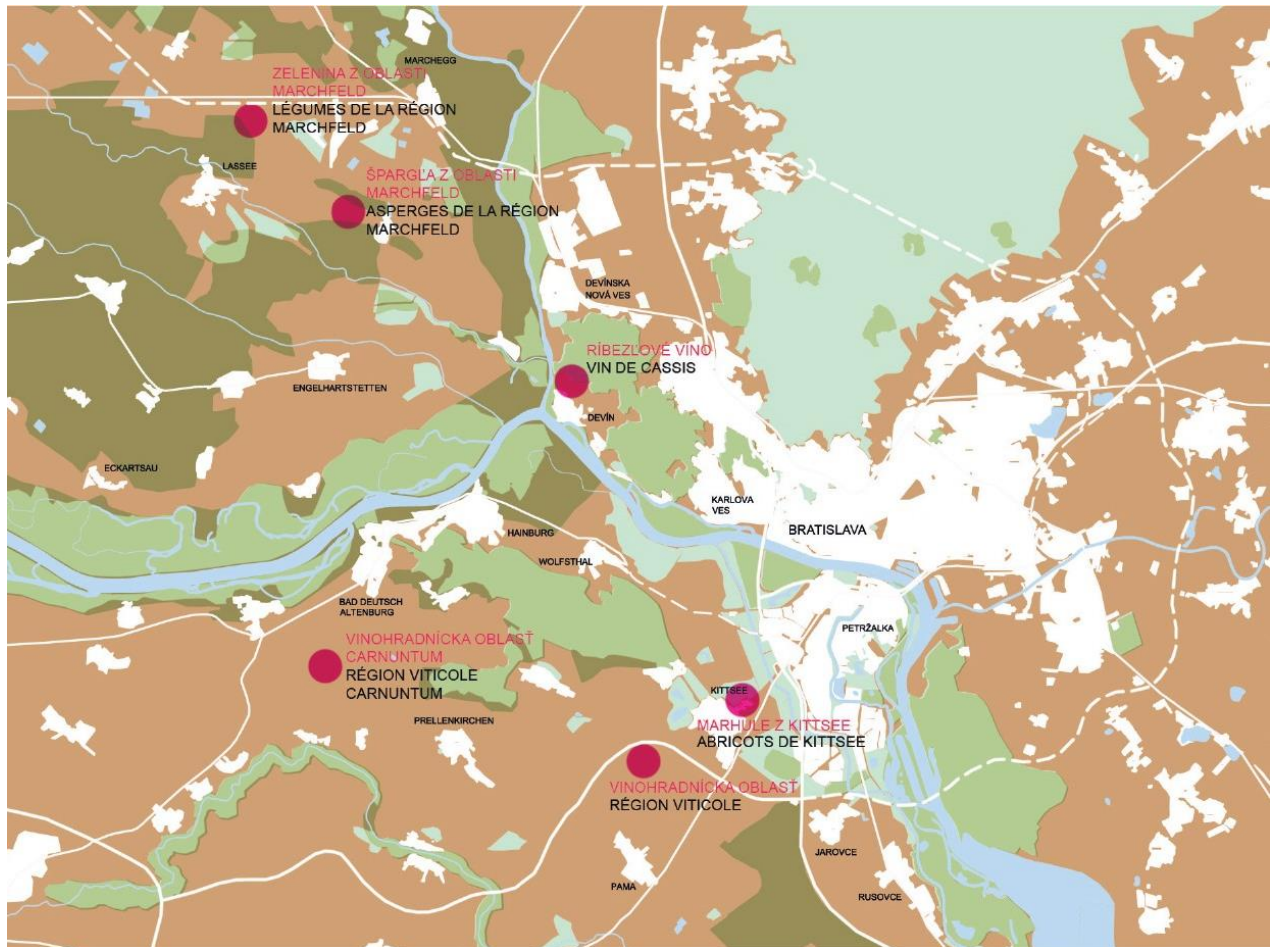 MARCHEGG
ZELENINA Z OBLASTI
MARCHFELD
LÉGUMES DE LA RÉGION
MARCHFELD
LASSEE
ŠPARGĽA Z OBLASTI
MARCHFELD
ASPERGES DE LA RÉGION
MARCHFELD
DEVÍNSKA
NOVÁ VES
RÍBEZĽOVÉ VÍNO
VIN DE CASSIS
ENGELHARTSTETTEN
DEVÍN
ECKARTSAU
KARLOVA
VES
BRATISLAVA
HAINBURG
WOLFSTHAL
BAD DEUTSCH
ALTENBURG
PETRŽALKA
VINOHRADNÍCKA OBLASŤ
CARNUNTUM
RÉGION VITICOLE
CARNUNTUM
KITTSEE
PRELLENKIRCHEN
MARHULE Z KITTSEE
ABRICOTS DE KITTSEE
VINOHRADNÍCKA OBLASŤ
RÉGION VITICOLE
JAROVCE
PAMA
RUSOVCE